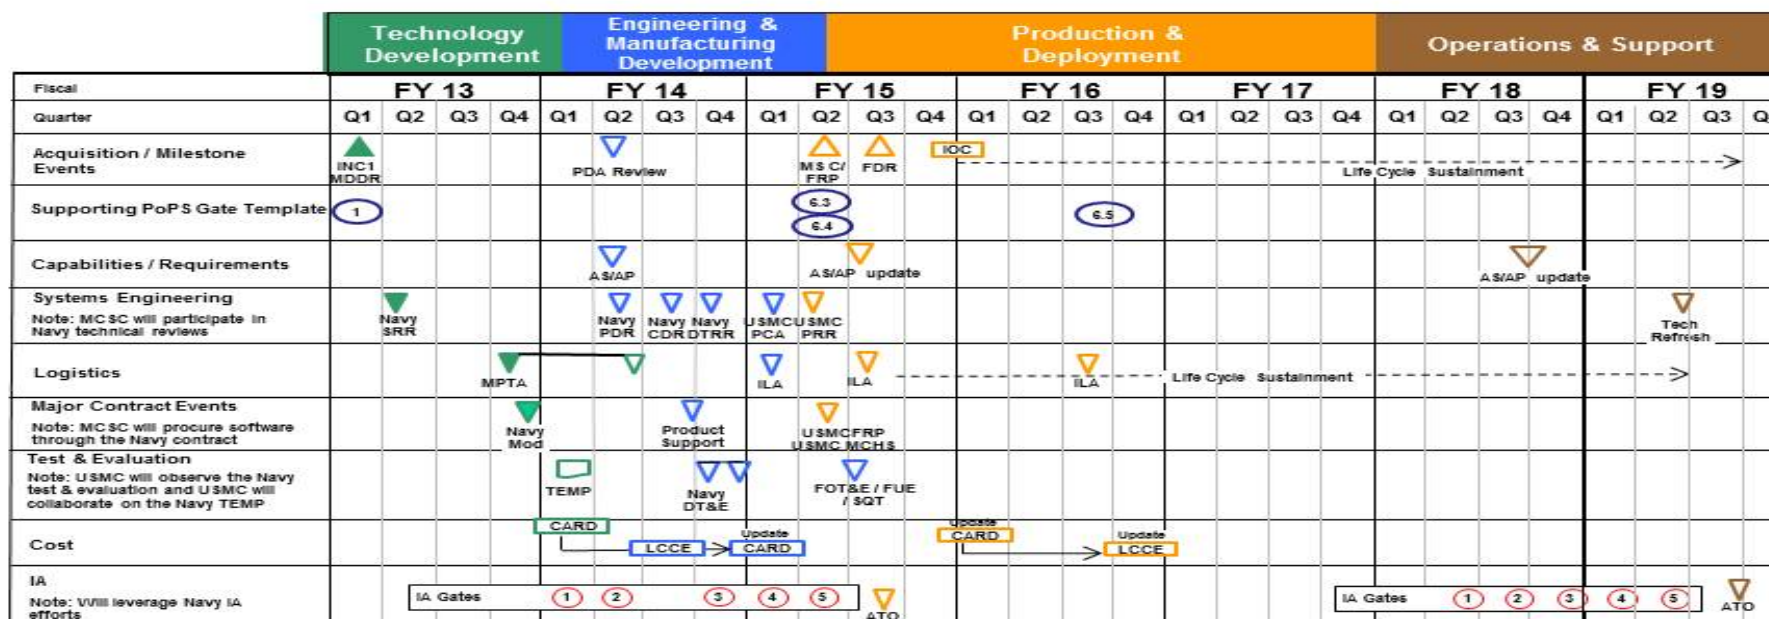 Technology
Development
Engineering &
Manufacturing
Development
Production &
Deployment
Operations & Support
Fiscal
FY 13
FY 14
FY 15
FY 16
FY 17
FY 18
FY 19
Quarter
Q1 Q2 Q3 Q4 Q1 Q2 Q3 Q4 Q1 Q2 Q3 Q4 Q1 Q2 Q3 Q4 Q1 Q2 Q3 Q4 Q1 Q2 Q3 Q4 Q1 Q2 Q3 Q
Acquisition / Milestone
Events
INC1
MDDR
PDA Review
MS C/
FRP
FDR
IOC
Life Cycle Sustainment
Supporting PoPS Gate Template
1
6.3
6.4
6.5
Capabilities / Requirements
AS/AP
AS/AP update
AS/AP update
Systems Engineering
Note: MCSC will participate in
Navy technical reviews
Navy
SRR
Navy
PDR
Navy
CDR
Navy
DTRR
USMC
PCA
USMC
PRR
Tech
Refresh
Logistics
MPTA
ILA
ILA
ILA
Life Cycle Sustainment
Major Contract Events
Note: MCSC will procure software
through the Navy contract
Navy
Mod
Product
Support
USMC FRP
USMC MCHS
Test & Evaluation
Note: USMC will observe the Navy
test & evaluation and USMC will
collaborate on the Navy TEMP
TEMP
Navy
DT&E
FOT&E / FUE
/ SQT
Cost
CARD
LCCE
Update
CARD
Update
CARD
Update
LCCE
IA
Note: Will leverage Navy IA
efforts
IA Gates 1 2 3 4 5
ATO
IA Gates 1 2 3 4 5
ATO